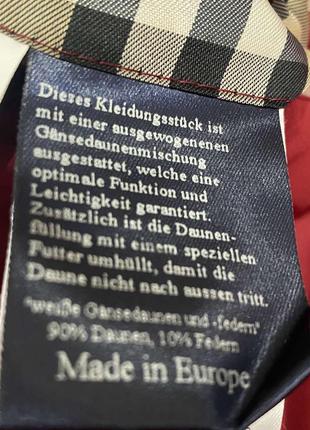 Dieses Kleidungsstück ist
mit einer ausgewogenenen
Gänsedaunenmischung
ausgestattet, welche eine
optimale Funktion und
Leichtigkeit garantiert.
Zusätzlich ist die Daunen-
füllung mit einem speziellen
Futter umhüllt, damit die
Daune nicht nach aussen tritt.
"weiße Gänsedaunen und -federn"
90% Daunen, 10% Federn
Made in Europe